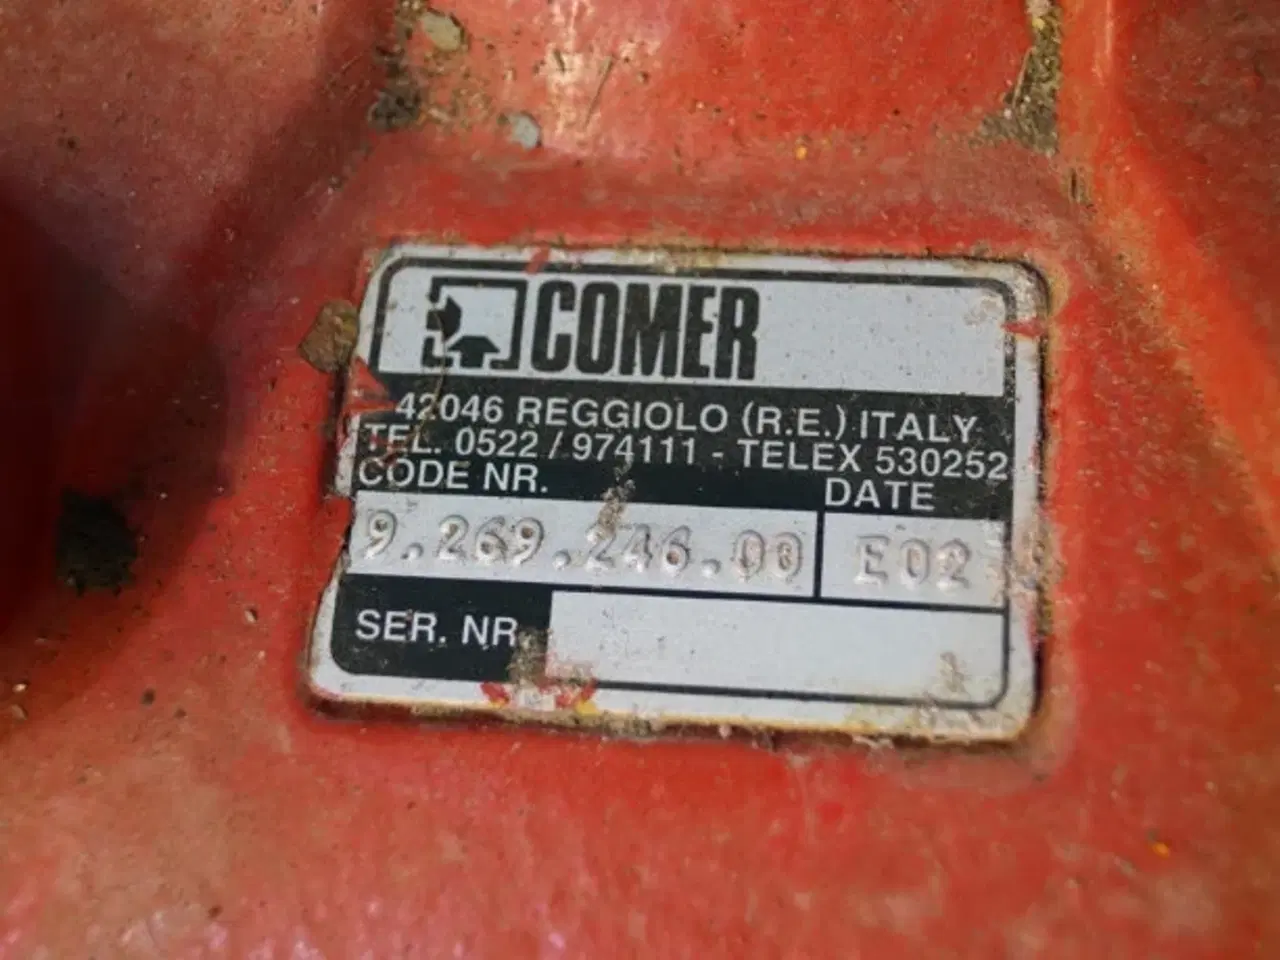 COMER
42046 REGGIOLO (R.E.) ITALY
TEL. 0522 / 974111 - TELEX 530252
CODE NR. DATE
9.269.246.00 E02
SER. NR.